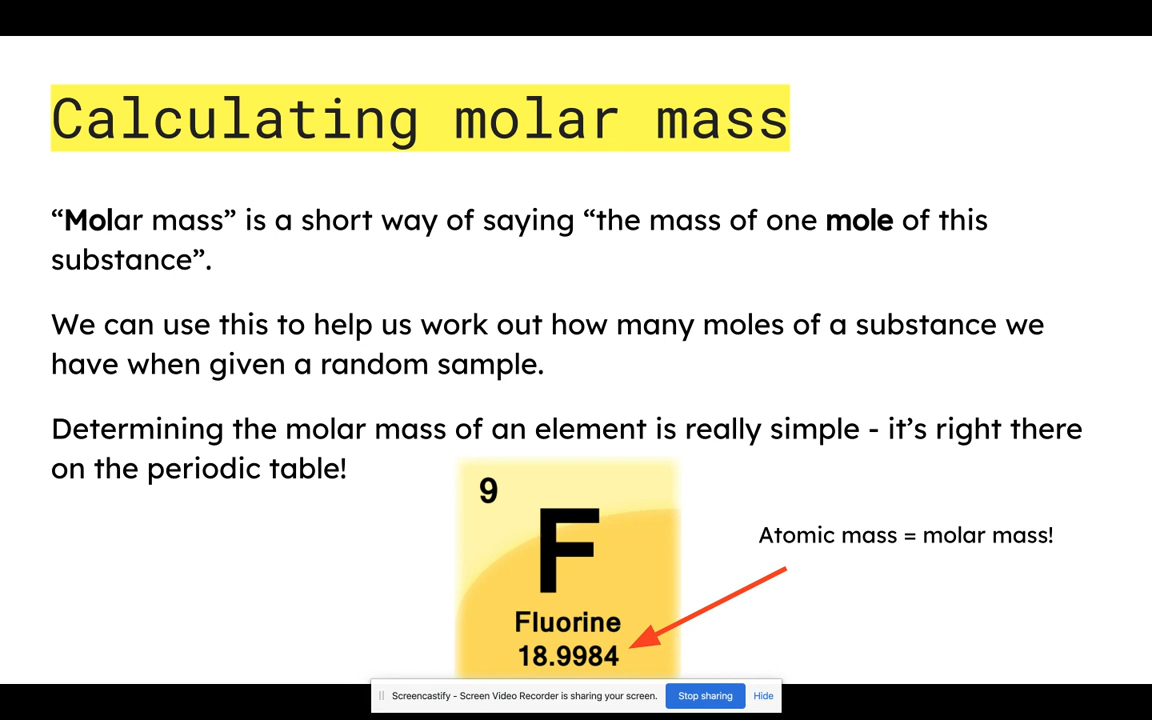 Calculating molar mass
“Molar mass” is a short way of saying “the mass of one mole of this
substance”.
We can use this to help us work out how many moles of a substance we
have when given a random sample.
Determining the molar mass of an element is really simple - it’s right there
on the periodic table!
9
F
Fluorine
18.9984
Atomic mass = molar mass!
Screencastify - Screen Video Recorder is sharing your screen.
Stop sharing
Hide